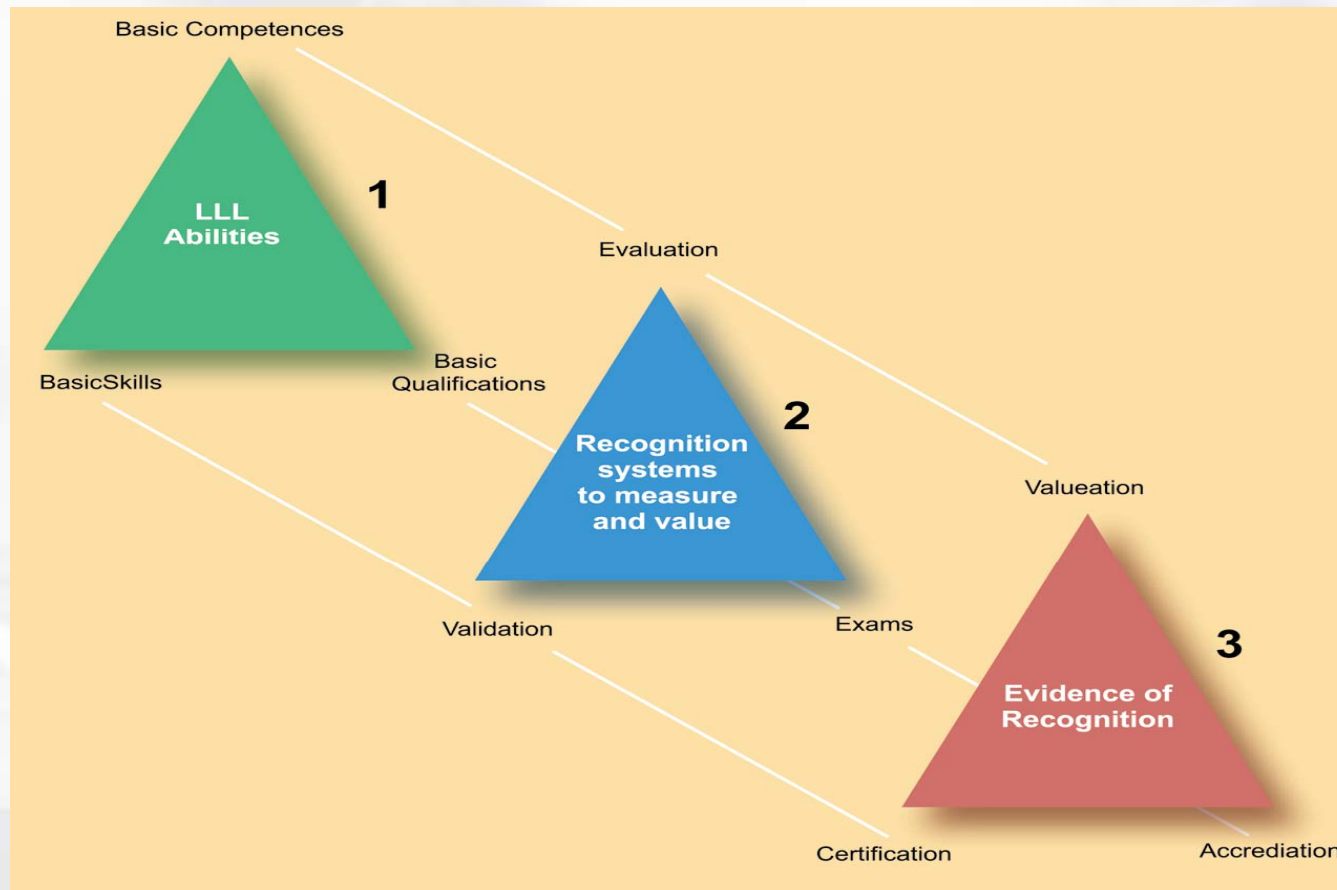 Basic Competences
LLL
Abilities
1
BasicSkills
Basic
Qualifications
Evaluation
Recognition
systems
to measure
and value
2
Validation
Exams
Valueation
Evidence of
Recognition
3
Certification
Accrediation